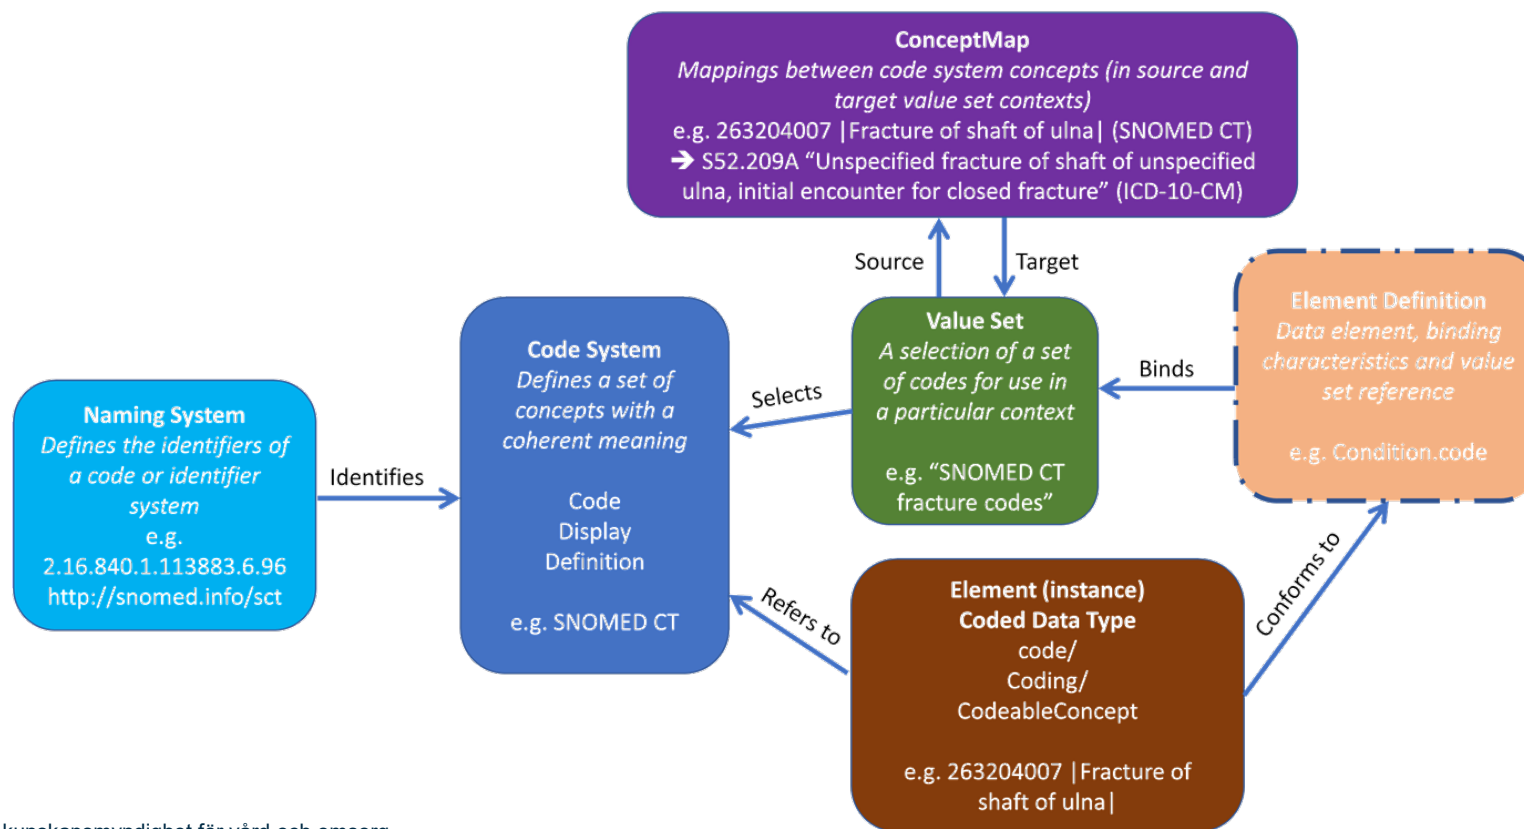 ConceptMap
Mappings between code system concepts (in source and
target value set contexts)
e.g. 263204007 |Fracture of shaft of ulna| (SNOMED CT)
➔ S52.209A “Unspecified fracture of shaft of unspecified
ulna, initial encounter for closed fracture” (ICD-10-CM)
Source
Target
Element Definition
Data element, binding
characteristics and value
set reference
e.g. Condition.code
Value Set
A selection of a set
of codes for use in
a particular context
e.g. “SNOMED CT
fracture codes”
Binds
Code System
Defines a set of
concepts with a
coherent meaning
Code
Display
Definition
e.g. SNOMED CT
Selects
Naming System
Defines the identifiers of
a code or identifier
system
e.g.
2.16.840.1.113883.6.96
http://snomed.info/sct
Identifies
Refers to
Conforms to
Element (instance)
Coded Data Type
code/
Coding/
CodeableConcept
e.g. 263204007 |Fracture of
shaft of ulna|
för vård och